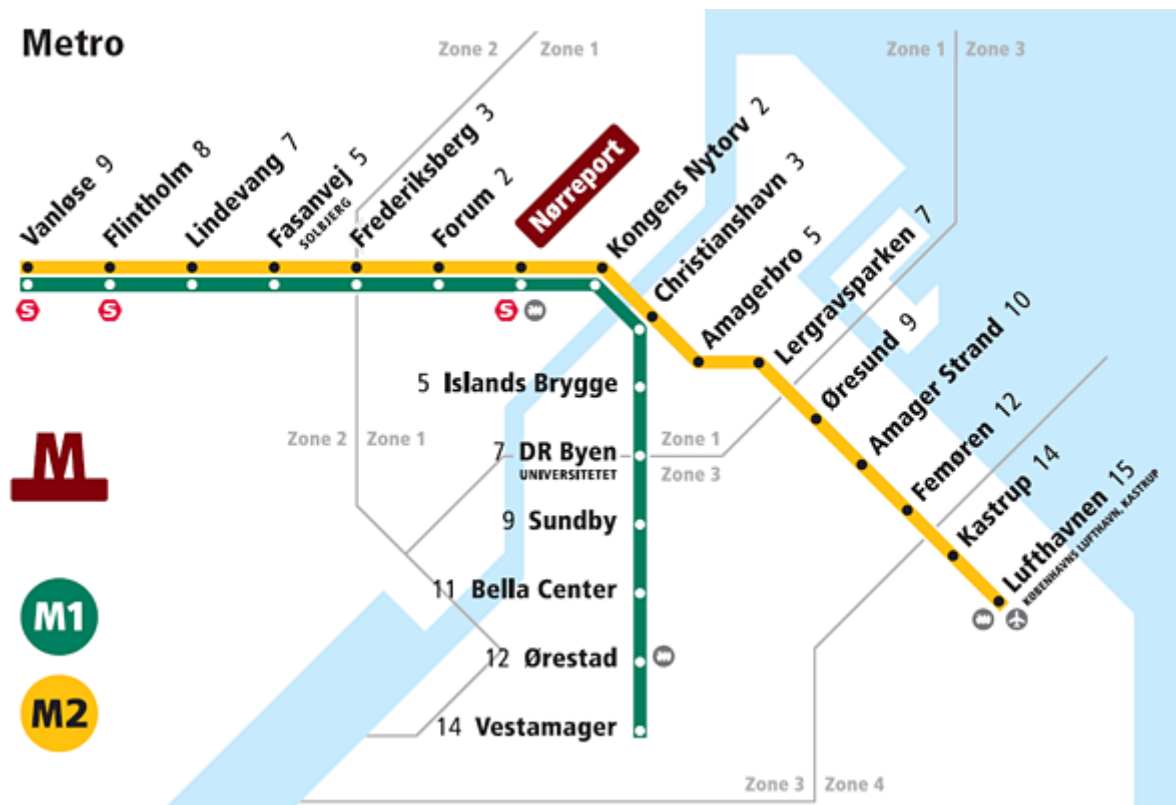 Metro
Zone 2
Zone 1
Zone 1
Zone 3
Vanløse 9
Flintholm 8
Lindevang 7
Fasanvej 5
SOLBJERG
Frederiksberg 3
Forum 2
Nørreport
Kongens Nytorv 2
Christianshavn 3
Amagerbro 5
Lergravsparken 7
Øresund 9
Amager Strand 10
Femøren 12
Kastrup 14
Lufthavnen 15
KØBENHAVNS LUFTHAVN, KASTRUP
S
S
S
5 Islands Brygge
Zone 2
Zone 1
7 DR Byen
UNIVERSITETET
Zone 1
Zone 3
9 Sundby
11 Bella Center
12 Ørestad
14 Vestamager
M
M1
M2
Zone 3
Zone 4